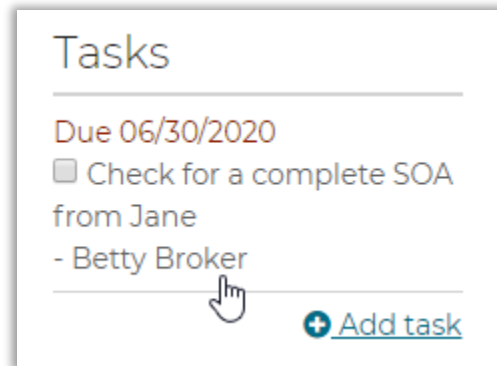 Tasks
Due 06/30/2020
Check for a complete SOA
from Jane
- Betty Broker
Add task